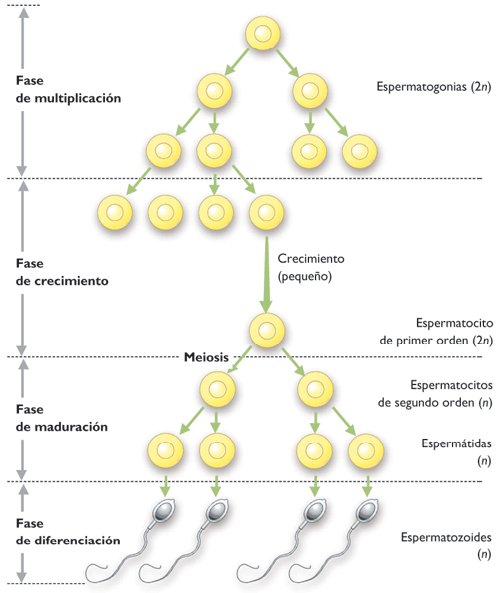 Fase
de multiplicación
Espermatogonias (2n)
Fase
de crecimiento
Crecimiento
(pequeño)
Espermatocito
de primer orden (2n)
Meiosis
Fase
de maduración
Espermatocitos
de segundo orden (n)
Espermátidas
(n)
Fase
de diferenciación
Espermatozoides
(n)